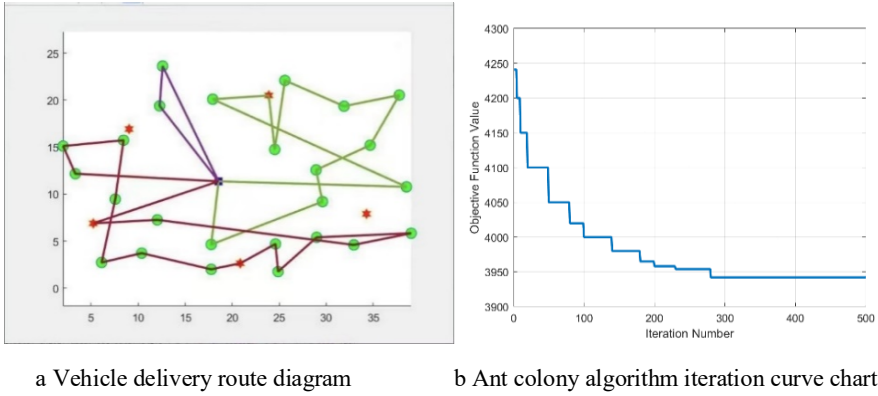 25
20
15
10
5
0
5 10 15 20 25 30 35
4300
4250
4200
4150
4100
4050
4000
3950
3900
Objective Function Value
0 100 200 300 400 500
Iteration Number
a Vehicle delivery route diagram
b Ant colony algorithm iteration curve chart